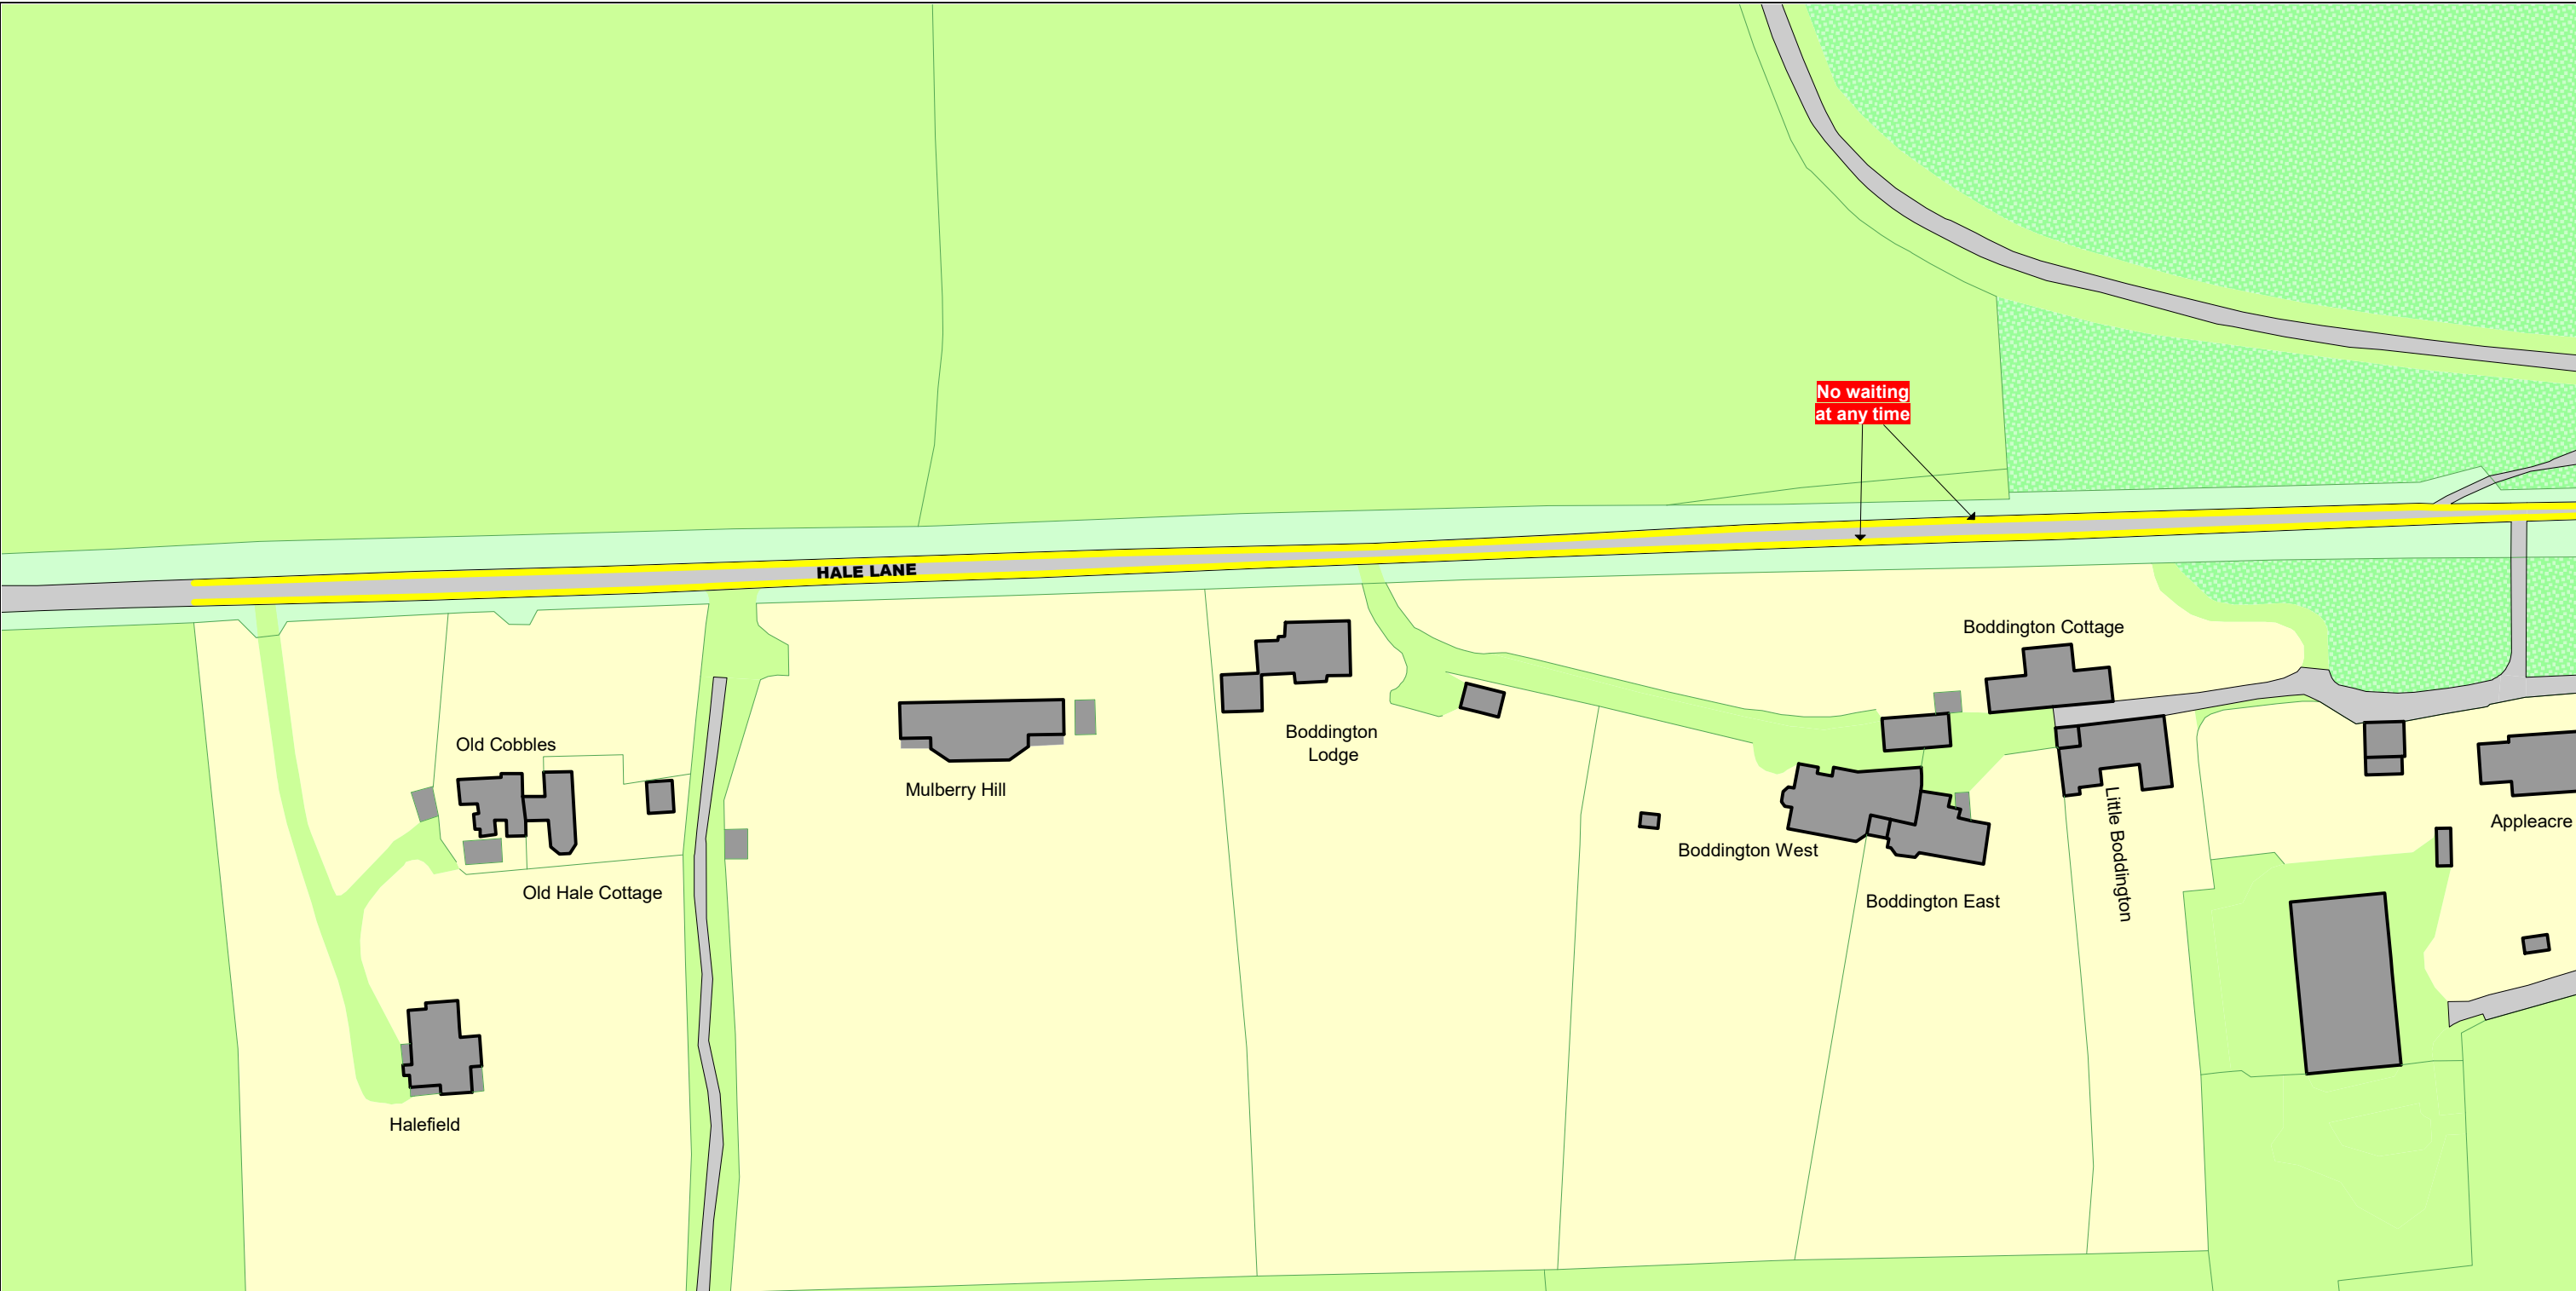 No waiting
at any time
HALE LANE
Boddington Cottage
Boddington
Lodge
Old Cobbles
Mulberry Hill
Little Boddington
Appleacre
Boddington West
Old Hale Cottage
Boddington East
Halefield